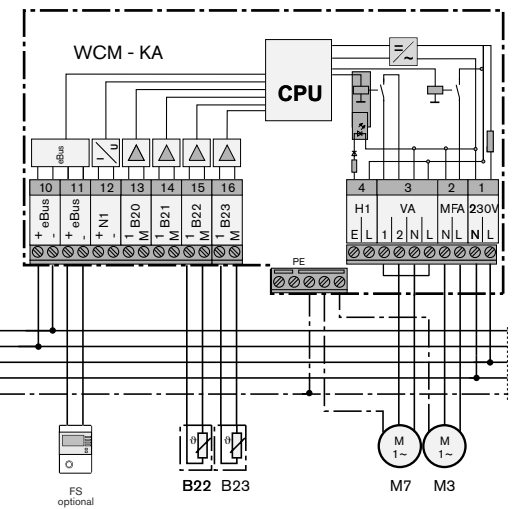 WCM - KA
CPU
=
~
eBus
I
U
10 11 12 13 14 15 16
4 3 2 1
eBus eBus N1 B20 B21 B22 B23
+ - + - + - 1 M 1 M 1 M 1 M
H1 VA MFA 230V
E L 1 2 N L N L N L
PE
ϑ ϑ
M M
1~ 1~
FS
optional
B22 B23
M7 M3